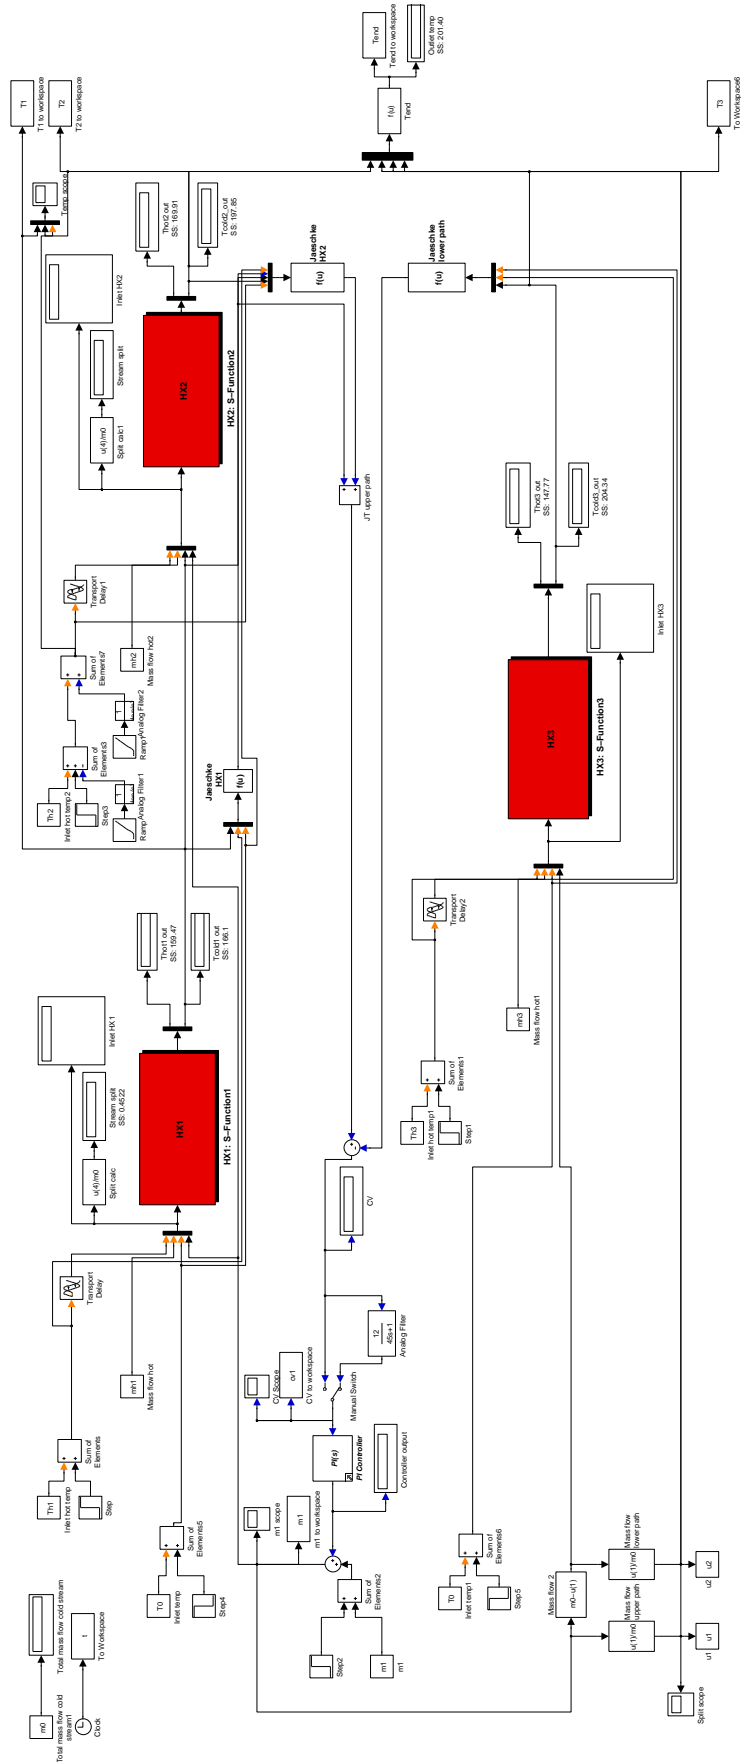 m0
Total mass flow cold
stream1
Total mass flow cold stream
Clock
t
To Workspace
Th1
Inlet hot temp
Step
Sum of
Elements
Transport
Delay
mh1
Mass flow hot
T0
Inlet temp
Step4
Sum of
Elements5
u(4)/m0
Split calc
Stream split
SS: 0.4522
Inlet HX1
HX1
HX1: S-Function1
Thot1 out
SS: 159.47
Tcold1 out
SS: 166.1
Th2
Inlet hot temp2
Step3
Sum of
Elements3
Ramp
Analog Filter1
1
Sum of
Elements7
Ramp1
Analog Filter2
1
Transport
Delay1
mh2
Mass flow hot2
Jaeschke
HX1
f(u)
u(4)/m0
Split calc1
Stream split
Inlet HX2
HX2
HX2: S-Function2
Thot2 out
SS: 169.91
Tcold2_out
SS: 197.85
Temp scope
T1
T1 to workspace
T2
T2 to workspace
Jaeschke
HX2
f(u)
Jaeschke
lower path
f(u)
JT upper path
f(u)
Tend
Tend
Tend to workspace
Outlet temp
SS: 201.40
T3
To Workspace6
Step2
m1
m1
Sum of
Elements2
m1 scope
m1
m1 to workspace
PI(s)
PI Controller
Controller output
CV Scope
cv1
CV to workspace
Manual Switch
12
45s+1
Analog Filter
CV
T0
Inlet temp1
Step5
Sum of
Elements6
Th3
Inlet hot temp1
Step1
Sum of
Elements1
Transport
Delay2
mh3
Mass flow hot1
HX3
HX3: S-Function3
Inlet HX3
Thot3 out
SS: 147.77
Tcold3_out
SS: 204.34
Mass flow 2
m0-u(1)
Mass flow
upper path
u(1)/m0
Mass flow
lower path
u(1)/m0
u1
u1
u2
u2
Split scope